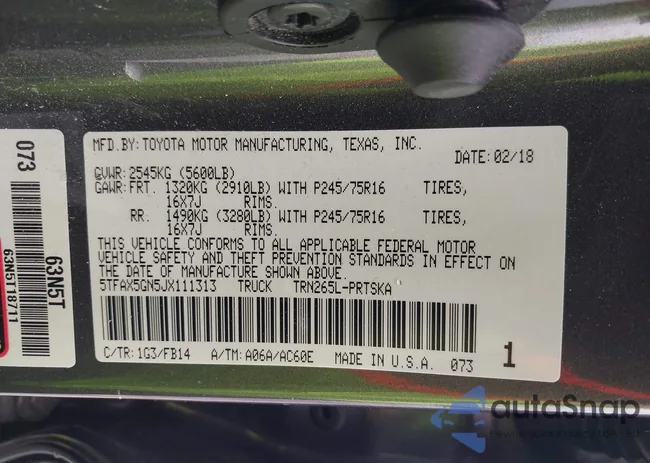 MFD.BY: TOYOTA MOTOR MANUFACTURING, TEXAS, INC.
DATE: 02/18
GVWR: 2545KG (5600LB)
GAWR: FRT. 1320KG (2910LB) WITH P245/75R16 TIRES,
16X7J RIMS.
RR. 1490KG (3280LB) WITH P245/75R16 TIRES,
16X7J RIMS.
THIS VEHICLE CONFORMS TO ALL APPLICABLE FEDERAL MOTOR
VEHICLE SAFETY AND THEFT PREVENTION STANDARDS IN EFFECT ON
THE DATE OF MANUFACTURE SHOWN ABOVE.
5TFAX5GN5JX111313 TRUCK TRN265L-PRTSKA
C/TR: 1G3/FB14 A/TM: A06A/AC60E MADE IN U.S.A. 073 1
073
63N5T
63N5T18711
autoSnap